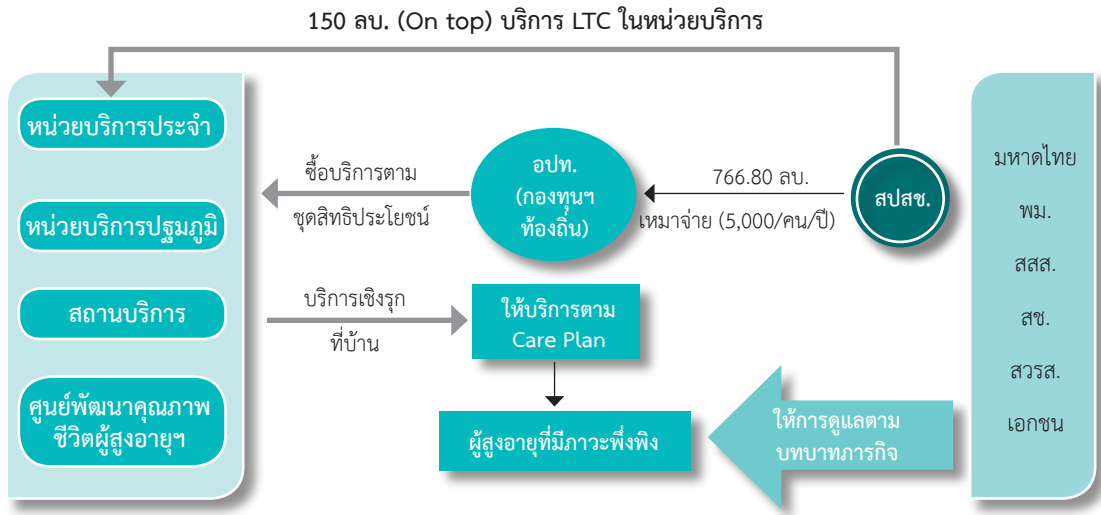 150 ลบ. (On top) บริการ LTC ในหน่วยบริการ
หน่วยบริการประจำ
หน่วยบริการปฐมภูมิ
สถานบริการ
ศูนย์พัฒนาคุณภาพ
ชีวิตผู้สูงอายุฯ
ซื้อบริการตาม
ชุดสิทธิประโยชน์
อปท.
(กองทุนฯ
ท้องถิ่น)
766.80 ลบ.
เหมาจ่าย (5,000/คน/ปี)
สปสช.
บริการเชิงรุก
ที่บ้าน
ให้บริการตาม
Care Plan
ผู้สูงอายุที่มีภาวะพึ่งพิง
ให้การดูแลตาม
บทบาทภารกิจ
มหาดไทย
พม.
สสส.
สช.
สวรส.
เอกชน